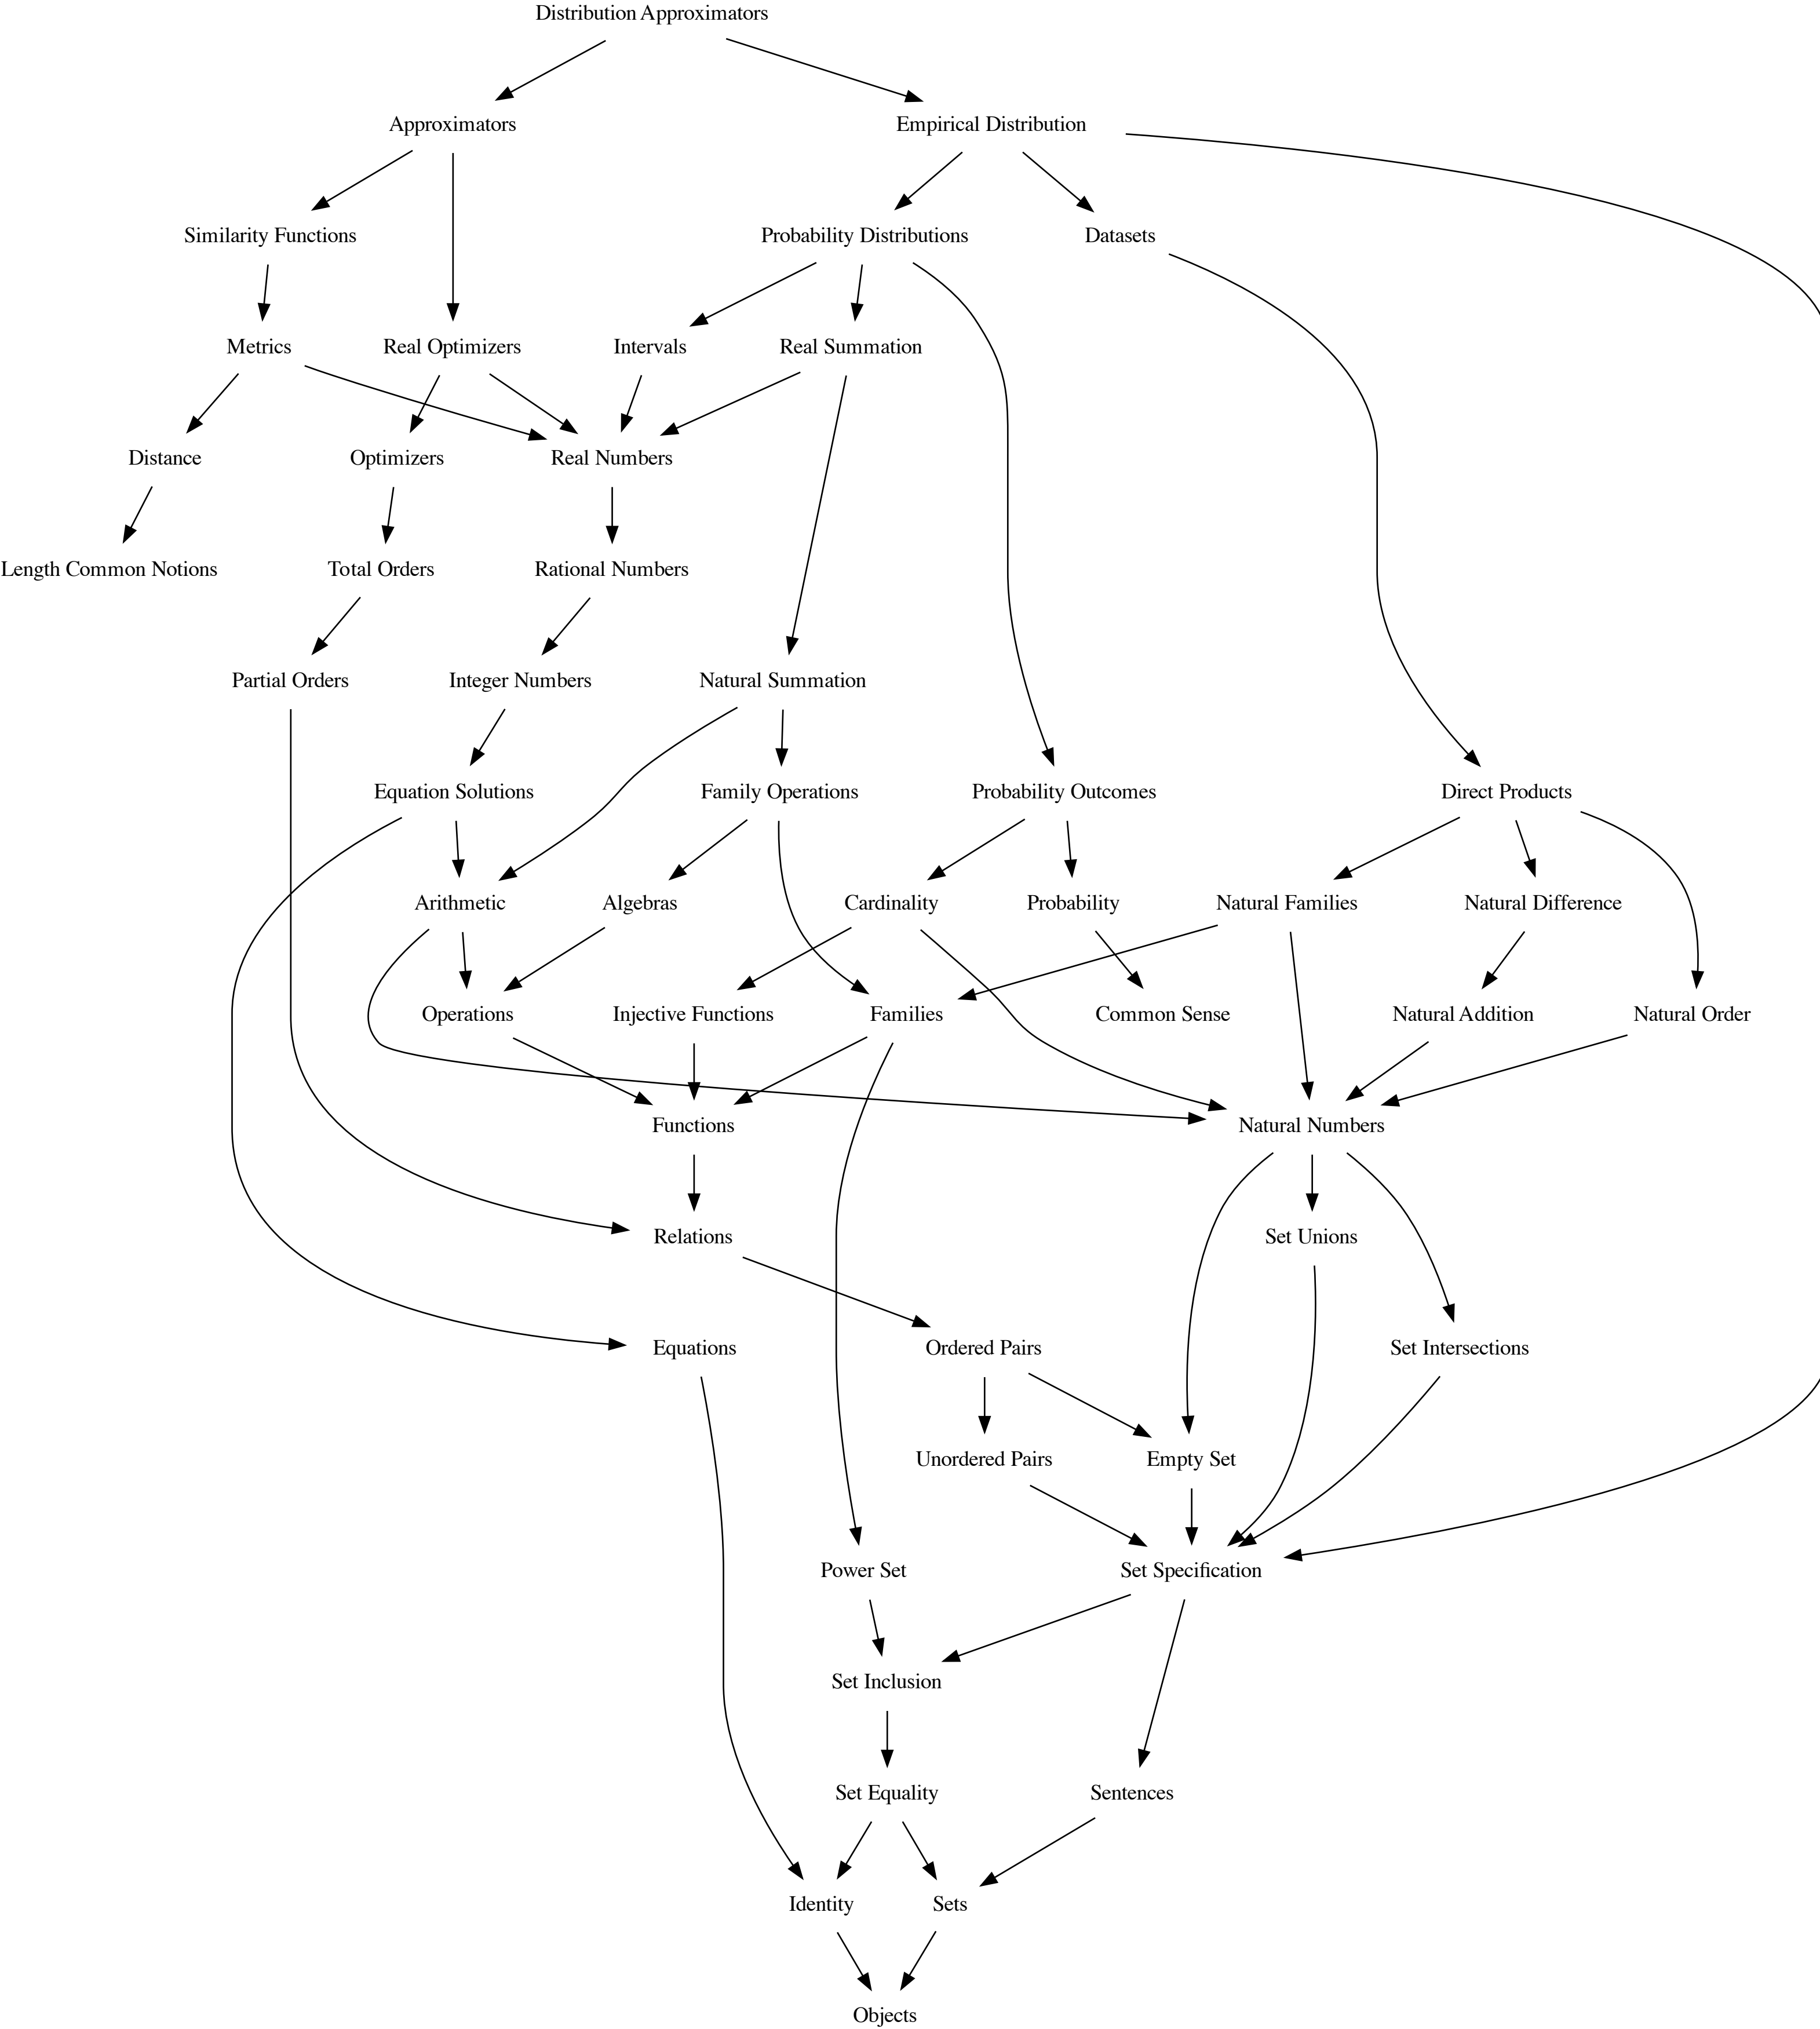 Distribution Approximators
Approximators
Empirical Distribution
Similarity Functions
Probability Distributions
Datasets
Metrics
Real Optimizers
Intervals
Real Summation
Distance
Optimizers
Real Numbers
Length Common Notions
Total Orders
Rational Numbers
Partial Orders
Integer Numbers
Natural Summation
Equation Solutions
Family Operations
Probability Outcomes
Direct Products
Arithmetic
Algebras
Cardinality
Probability
Natural Families
Natural Difference
Operations
Injective Functions
Families
Common Sense
Natural Addition
Natural Order
Functions
Natural Numbers
Relations
Set Unions
Equations
Ordered Pairs
Set Intersections
Unordered Pairs
Empty Set
Power Set
Set Specification
Set Inclusion
Set Equality
Sentences
Identity
Sets
Objects